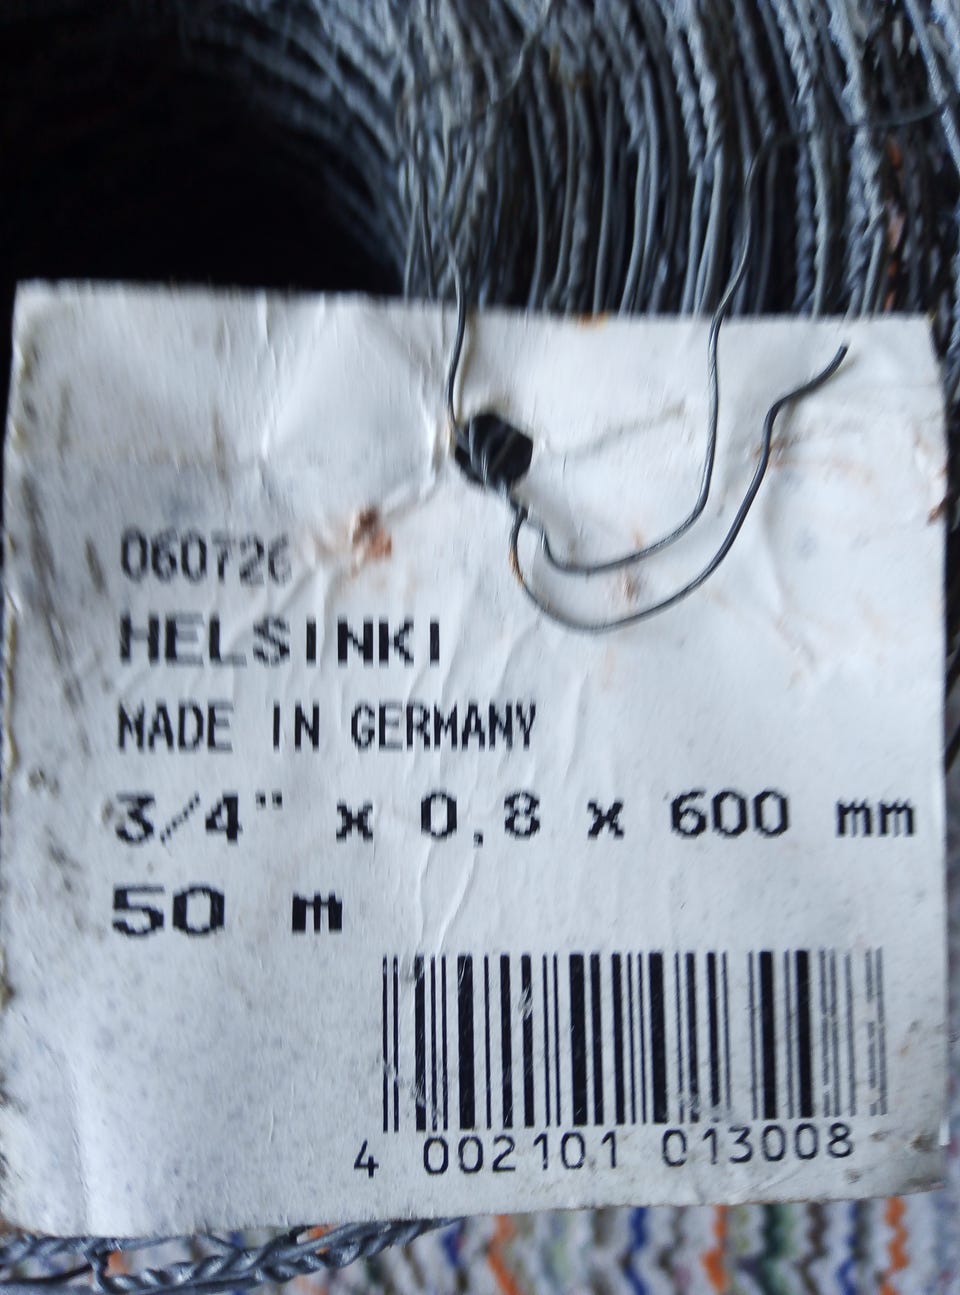 060726
HELSINKI
MADE IN GERMANY
3/4" x 0,8 x 600 mm
50 m
4 002101 013008